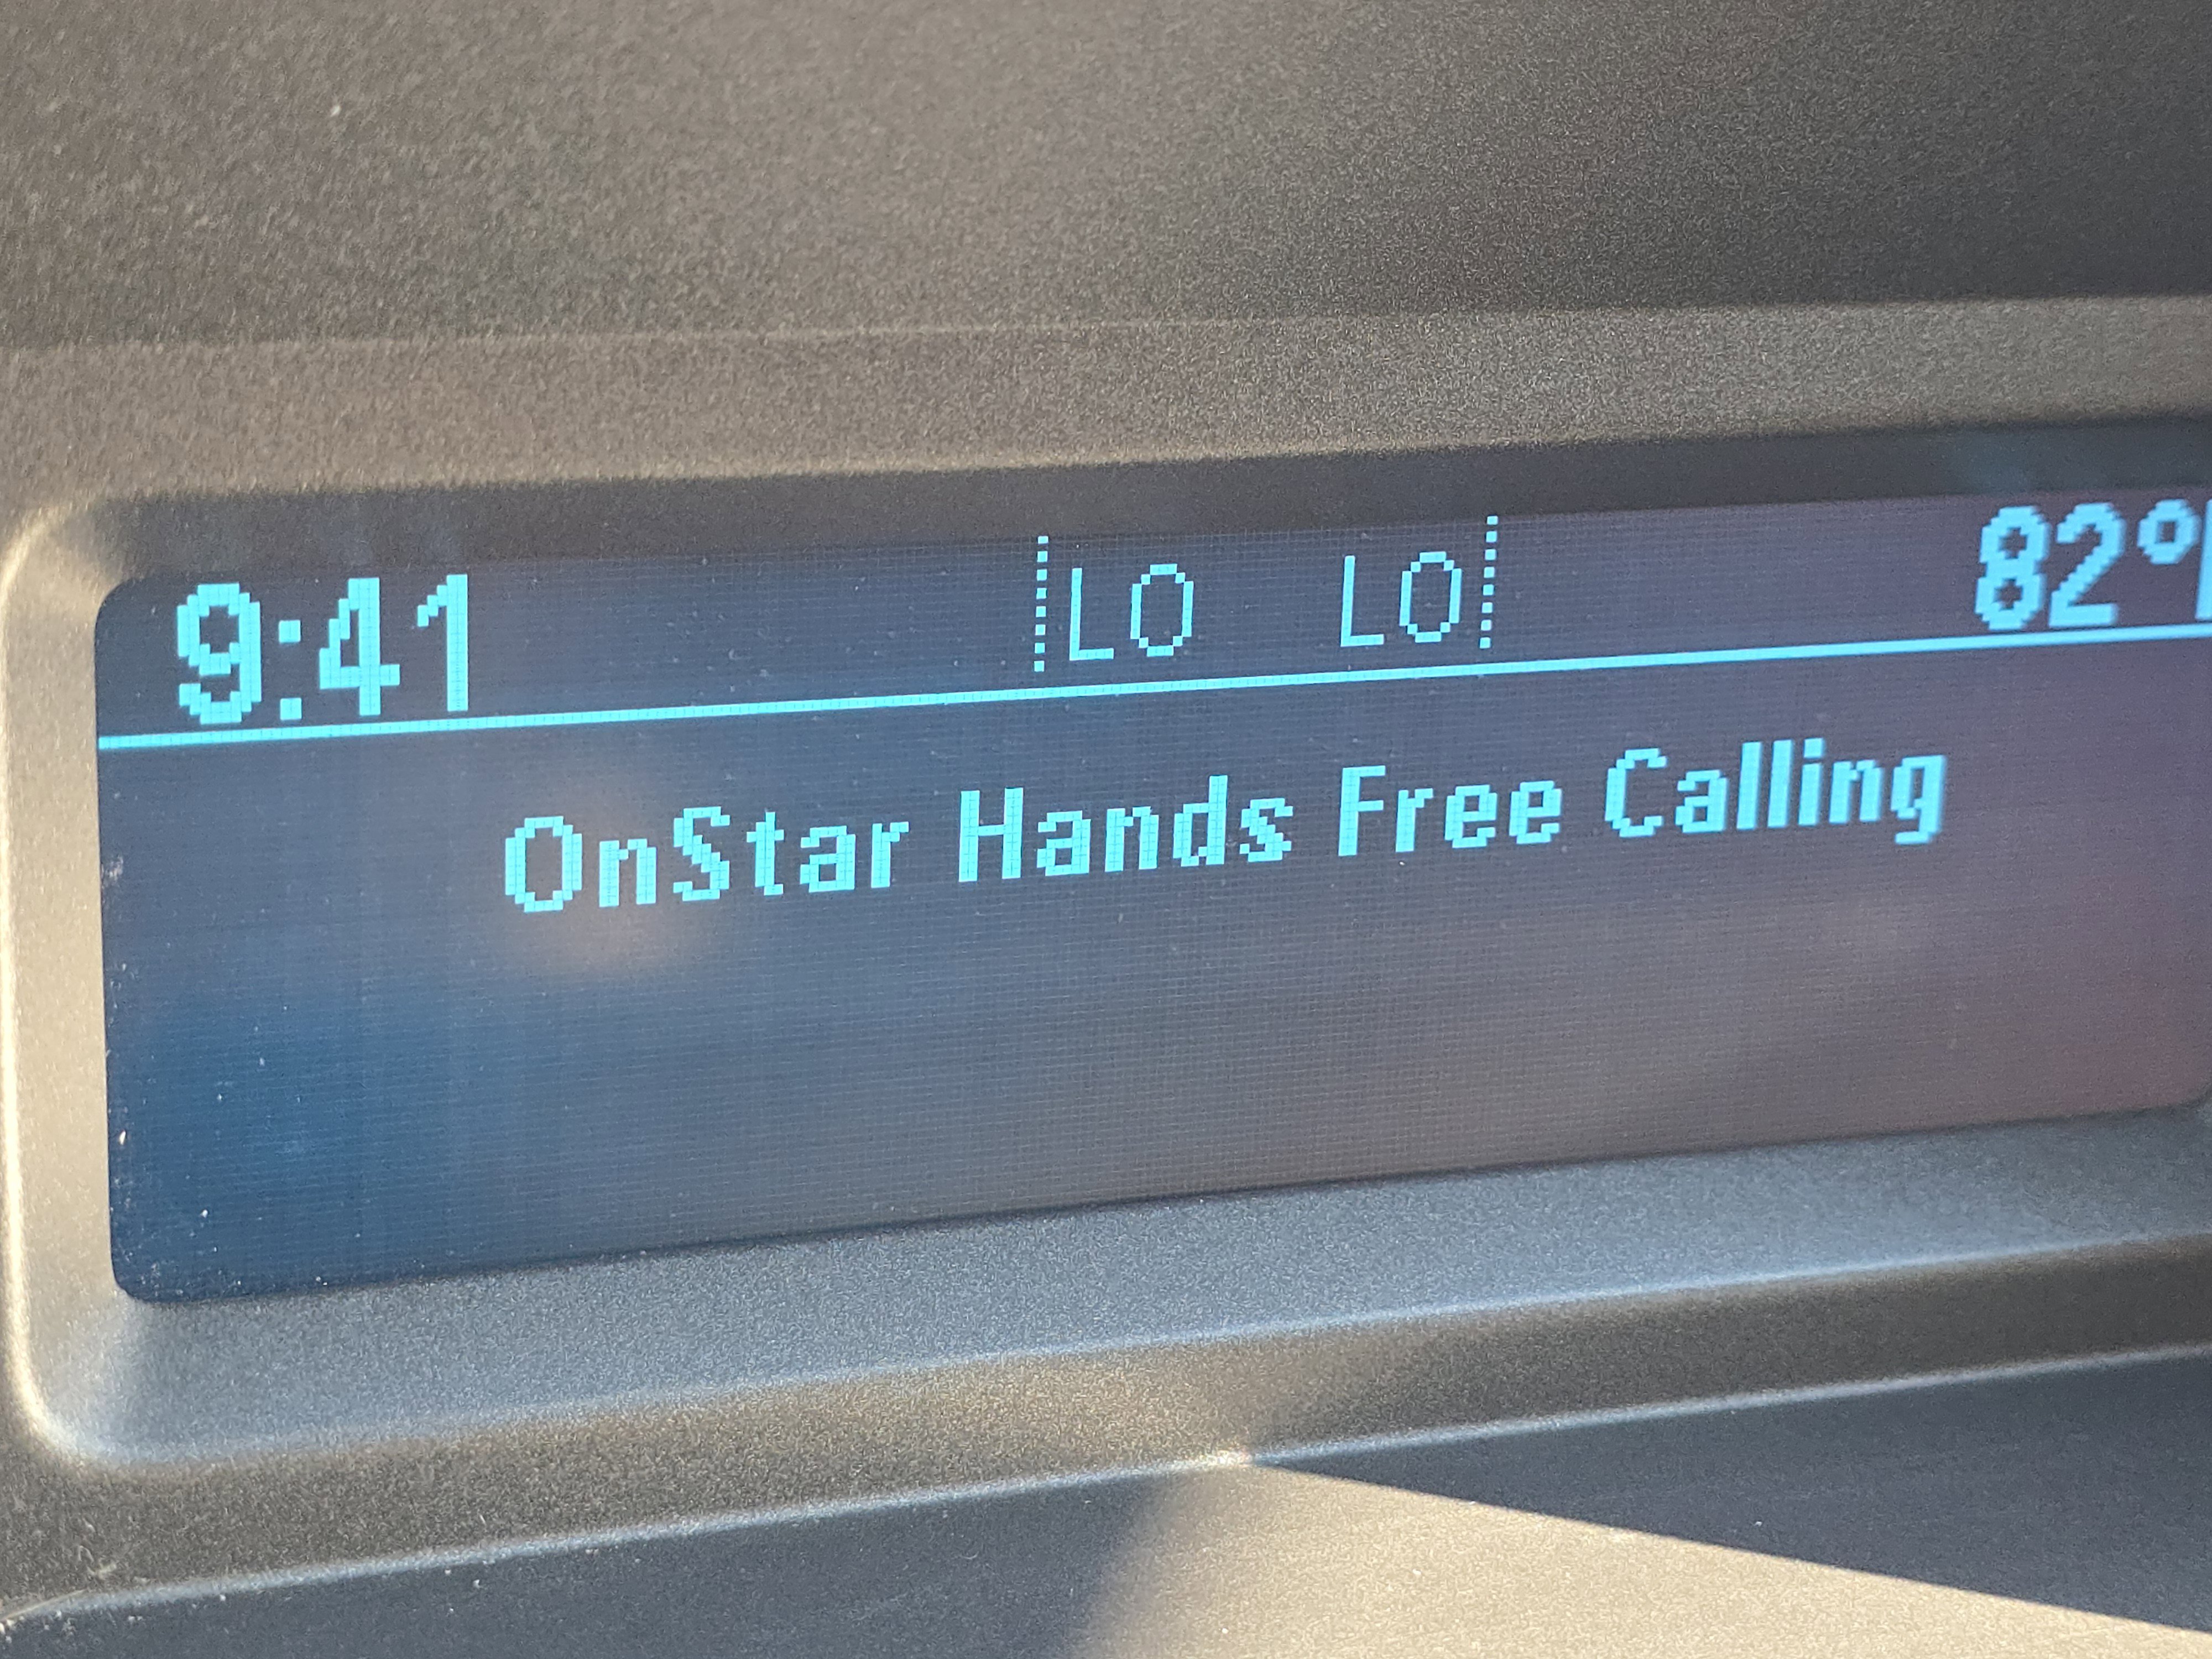 9:41 LO LO 82°F
OnStar Hands Free Calling